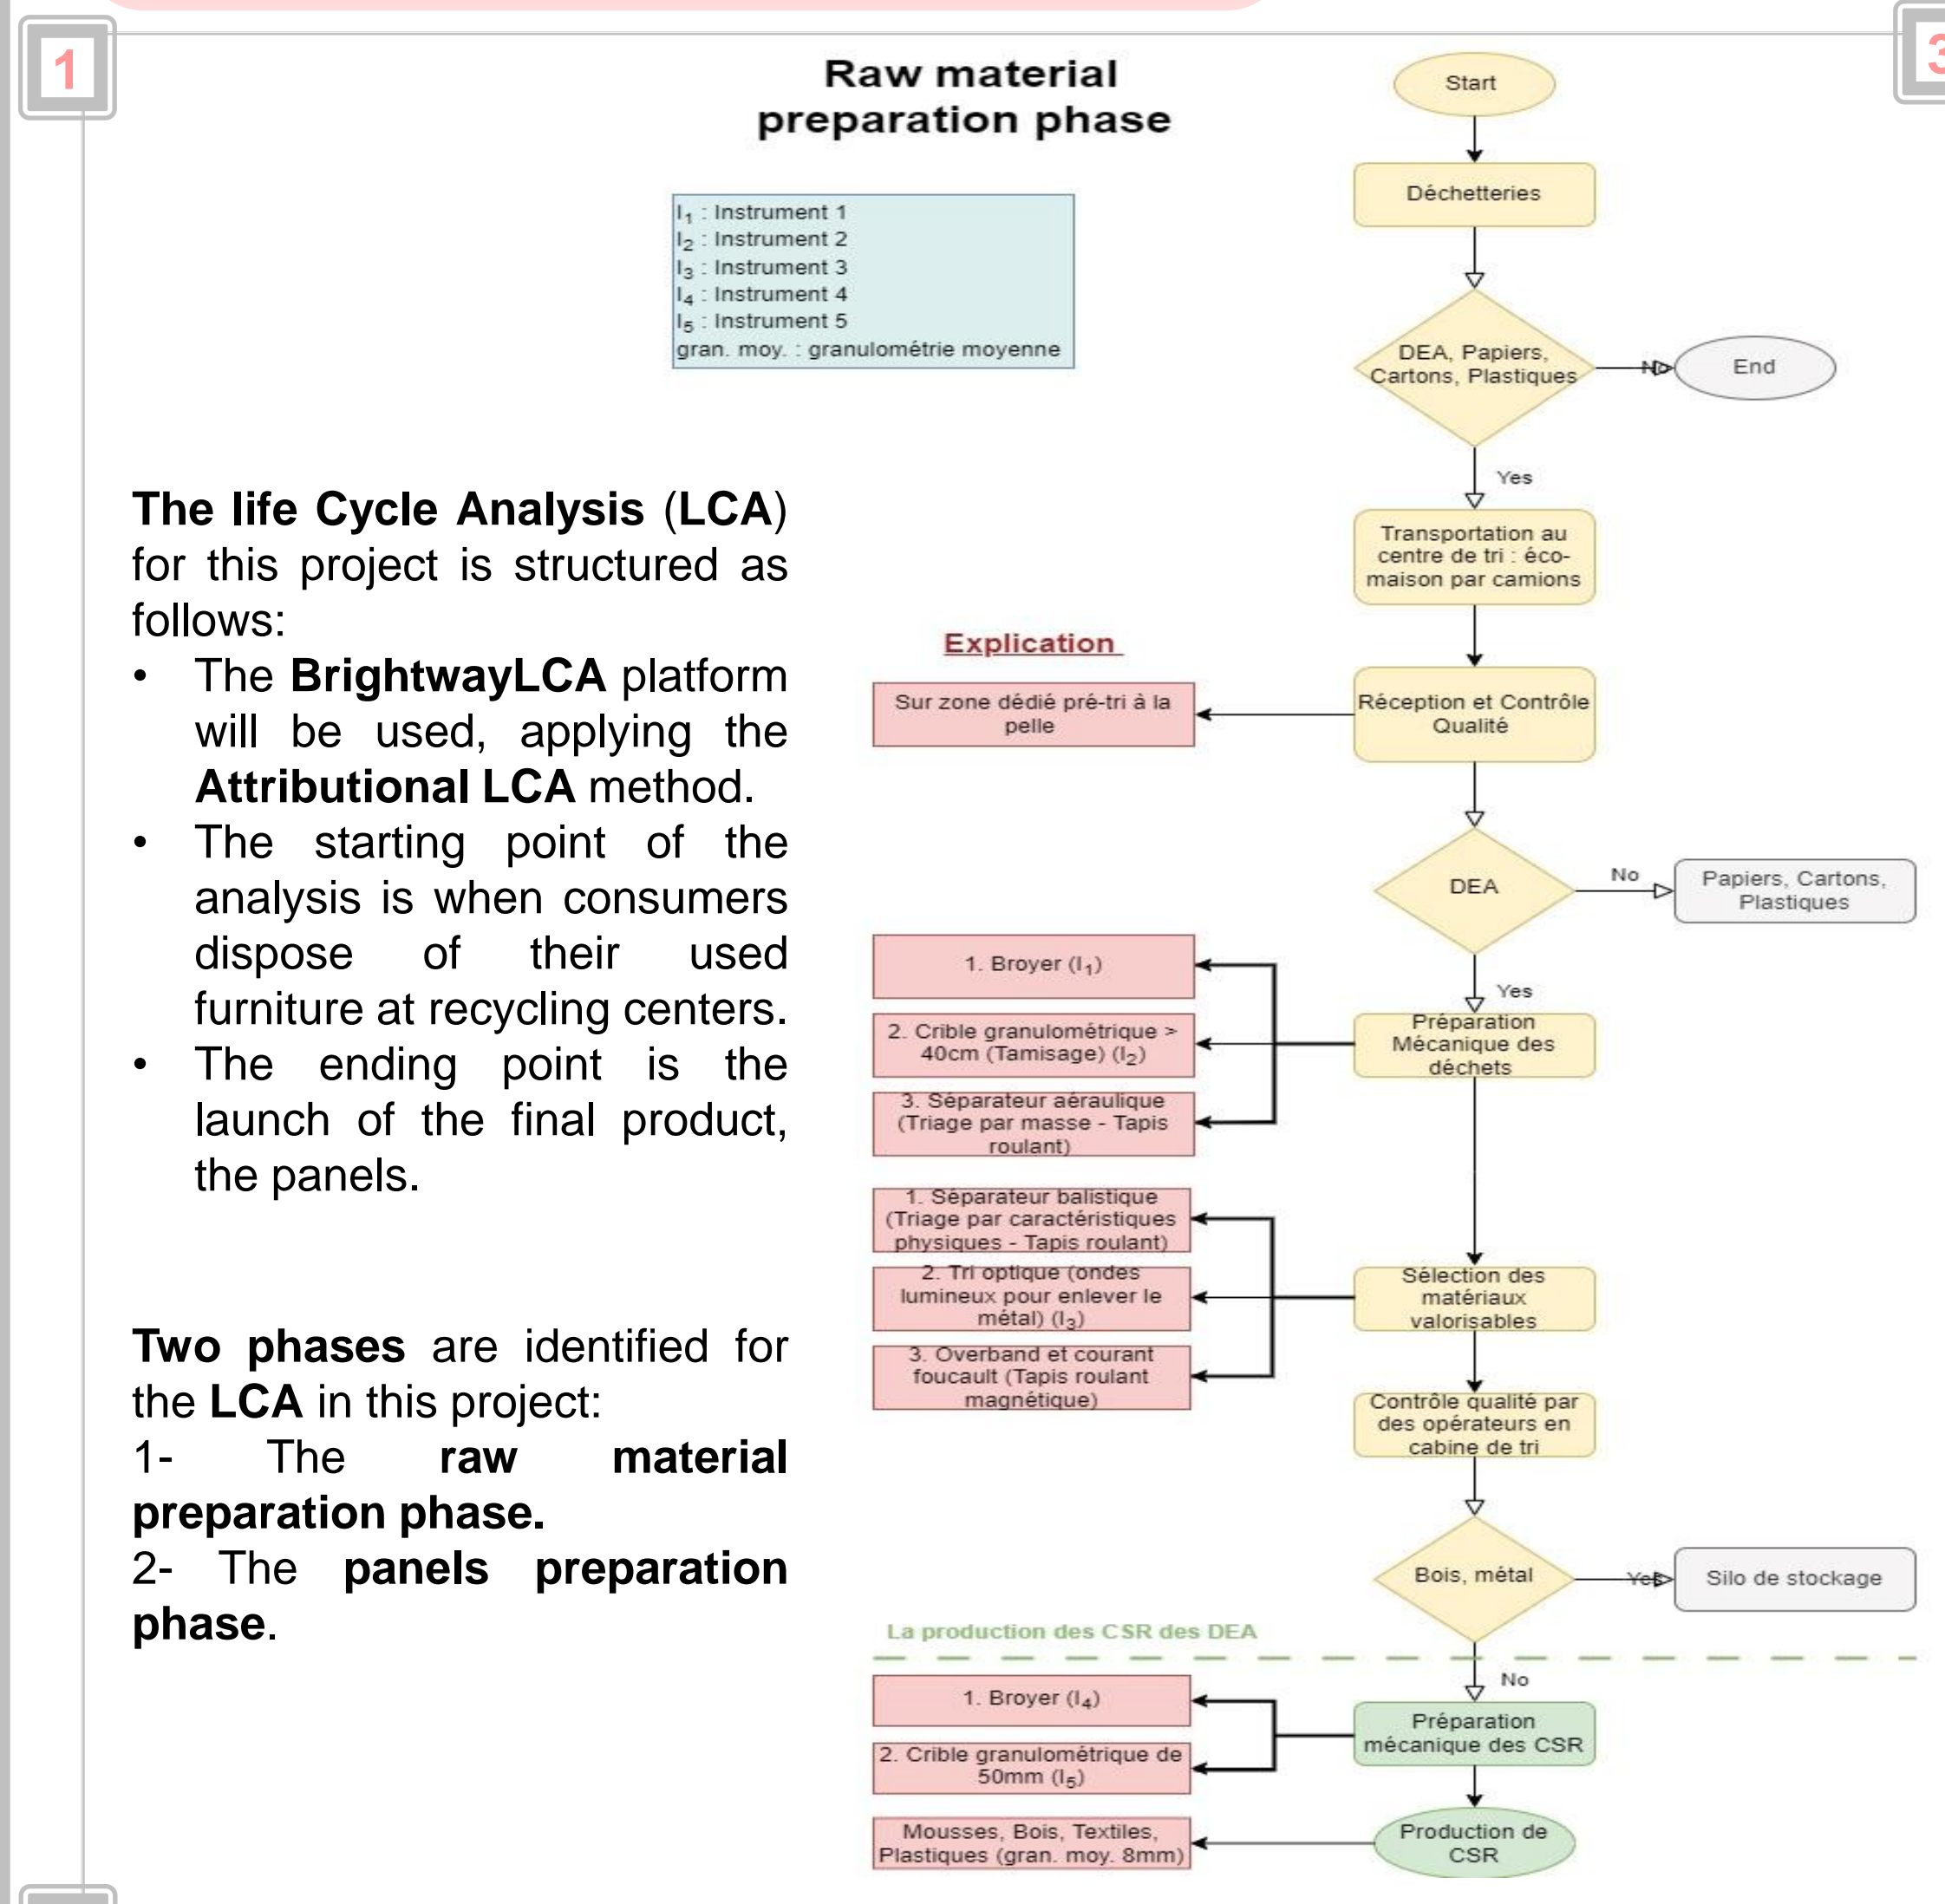 1
3
Raw material
preparation phase
I₁ : Instrument 1
I₂ : Instrument 2
I₃ : Instrument 3
I₄ : Instrument 4
I₅ : Instrument 5
gran. moy. : granulométrie moyenne
The life Cycle Analysis (LCA)
for this project is structured as
follows:
• The BrightwayLCA platform
will be used, applying the
Attributional LCA method.
• The starting point of the
analysis is when consumers
dispose of their used
furniture at recycling centers.
• The ending point is the
launch of the final product,
the panels.
Two phases are identified for
the LCA in this project:
1- The raw material
preparation phase.
2- The panels preparation
phase.
Start
Déchetteries
DEA, Papiers,
Cartons, Plastiques
No
End
Yes
Transportation au
centre de tri : éco-
maison par camions
Explication
Réception et Contrôle
Qualité
Sur zone dédié pré-tri à la
pelle
DEA
No
Papiers, Cartons,
Plastiques
Yes
Préparation
Mécanique des
déchets
1. Broyer (I₁)
2. Crible granulométrique >
40cm (Tamisage) (I₂)
3. Séparateur aéraulique
(Triage par masse - Tapis
roulant)
Sélection des
matériaux
valorisables
1. Séparateur balistique
(Triage par caractéristiques
physiques - Tapis roulant)
2. Tri optique (ondes
lumineux pour enlever le
métal) (I₃)
3. Overband et courant
foucault (Tapis roulant
magnétique)
Contrôle qualité par
des opérateurs en
cabine de tri
Bois, métal
Yes
Silo de stockage
La production des CSR des DEA
No
Préparation
mécanique des CSR
1. Broyer (I₄)
2. Crible granulométrique de
50mm (I₅)
Production de
CSR
Mousses, Bois, Textiles,
Plastiques (gran. moy. 8mm)